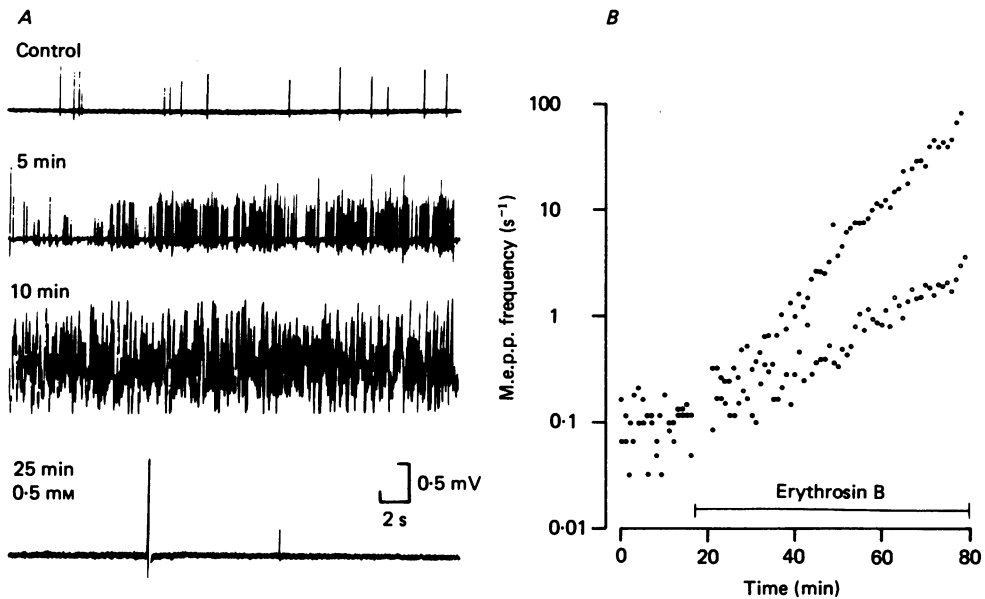 A
Control
5 min
10 min
25 min
0·5 mM
0·5 mV
2 s
B
M.e.p.p. frequency (s⁻¹)
100
10
1
0·1
0·01
Erythrosin B
0
20
40
60
80
Time (min)